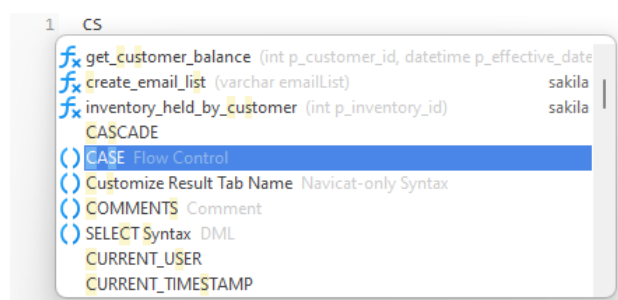 1 CS
get_customer_balance (int p_customer_id, datetime p_effective_date
create_email_list (varchar emailList) sakila
inventory_held_by_customer (int p_inventory_id) sakila
CASCADE
CASE Flow Control
Customize Result Tab Name Navicat-only Syntax
COMMENTS Comment
SELECT Syntax DML
CURRENT_USER
CURRENT_TIMESTAMP